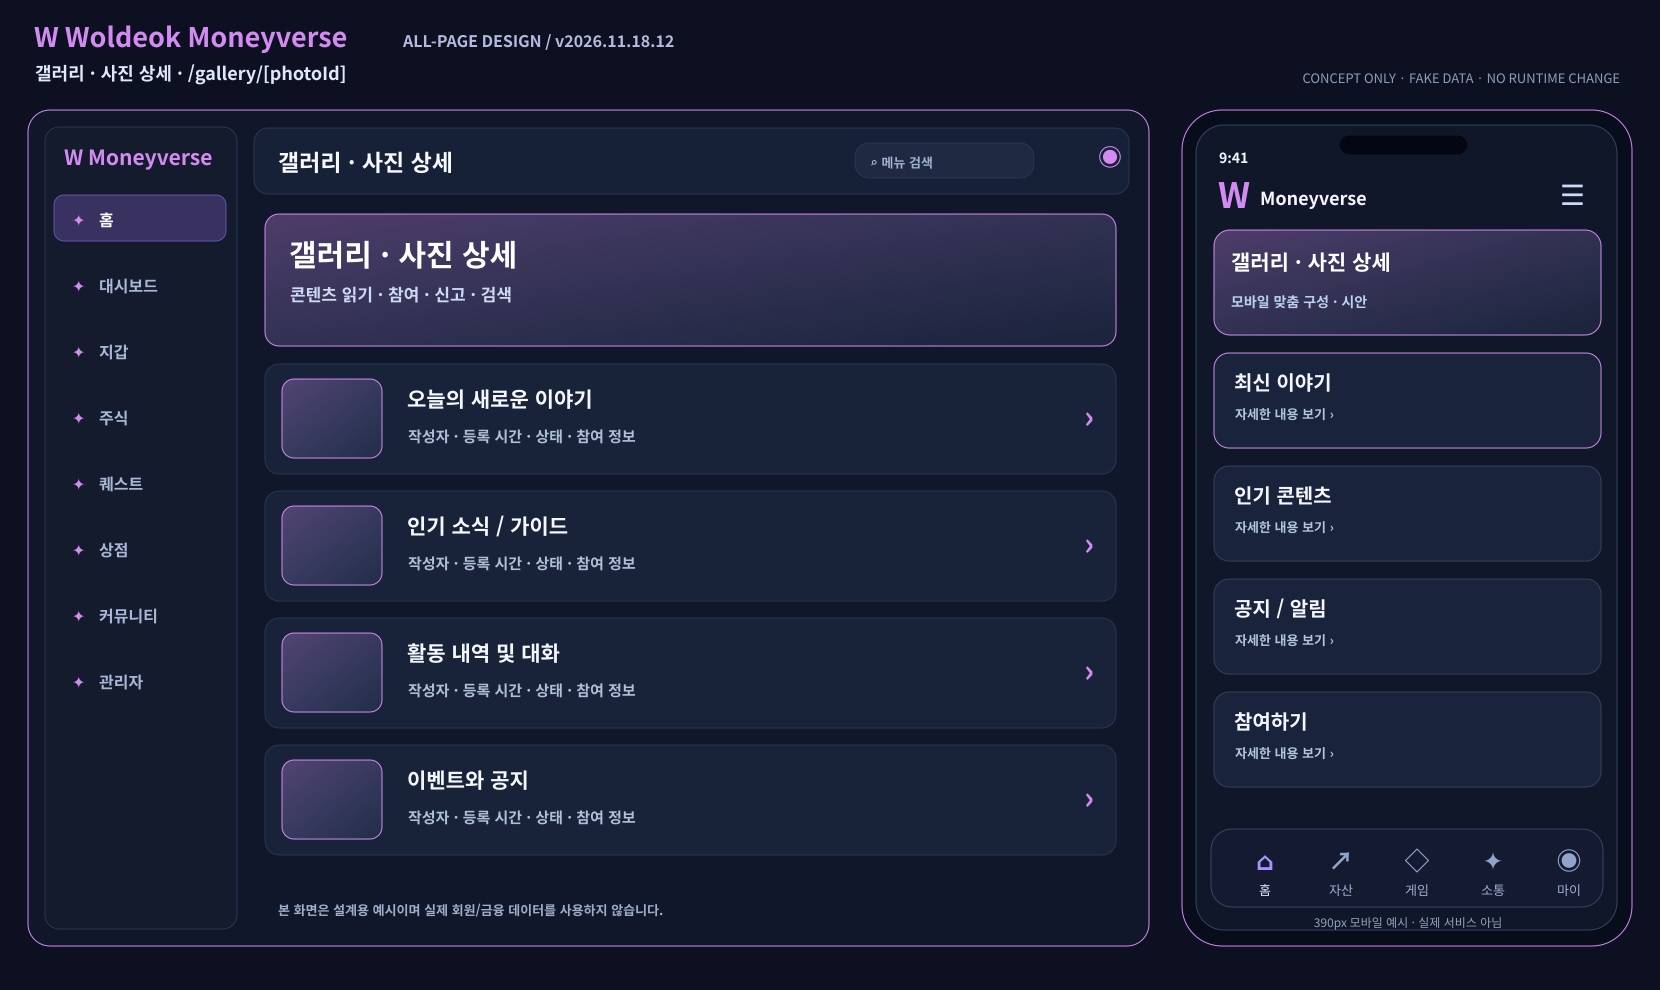 W Woldeok Moneyverse
ALL-PAGE DESIGN / v2026.11.18.12
갤러리 · 사진 상세 · /gallery/[photoId]
CONCEPT ONLY · FAKE DATA · NO RUNTIME CHANGE
W Moneyverse
홈
대시보드
지갑
주식
퀘스트
상점
커뮤니티
관리자
갤러리 · 사진 상세
메뉴 검색
갤러리 · 사진 상세
콘텐츠 읽기 · 참여 · 신고 · 검색
오늘의 새로운 이야기
작성자 · 등록 시간 · 상태 · 참여 정보
인기 소식 / 가이드
작성자 · 등록 시간 · 상태 · 참여 정보
활동 내역 및 대화
작성자 · 등록 시간 · 상태 · 참여 정보
이벤트와 공지
작성자 · 등록 시간 · 상태 · 참여 정보
본 화면은 설계용 예시이며 실제 회원/금융 데이터를 사용하지 않습니다.
9:41
W Moneyverse
갤러리 · 사진 상세
모바일 맞춤 구성 · 시안
최신 이야기
자세한 내용 보기 ›
인기 콘텐츠
자세한 내용 보기 ›
공지 / 알림
자세한 내용 보기 ›
참여하기
자세한 내용 보기 ›
홈
자산
게임
소통
마이
390px 모바일 예시 · 실제 서비스 아님